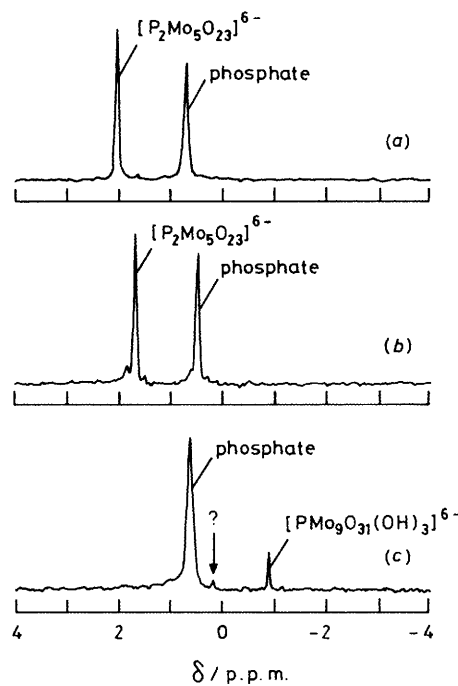 [P₂Mo₅O₂₃]⁶⁻
phosphate
(a)
[P₂Mo₅O₂₃]⁶⁻
phosphate
(b)
phosphate
?
[PMo₉O₃₁(OH)₃]⁶⁻
(c)
4 2 0 -2 -4
δ / p.p.m.